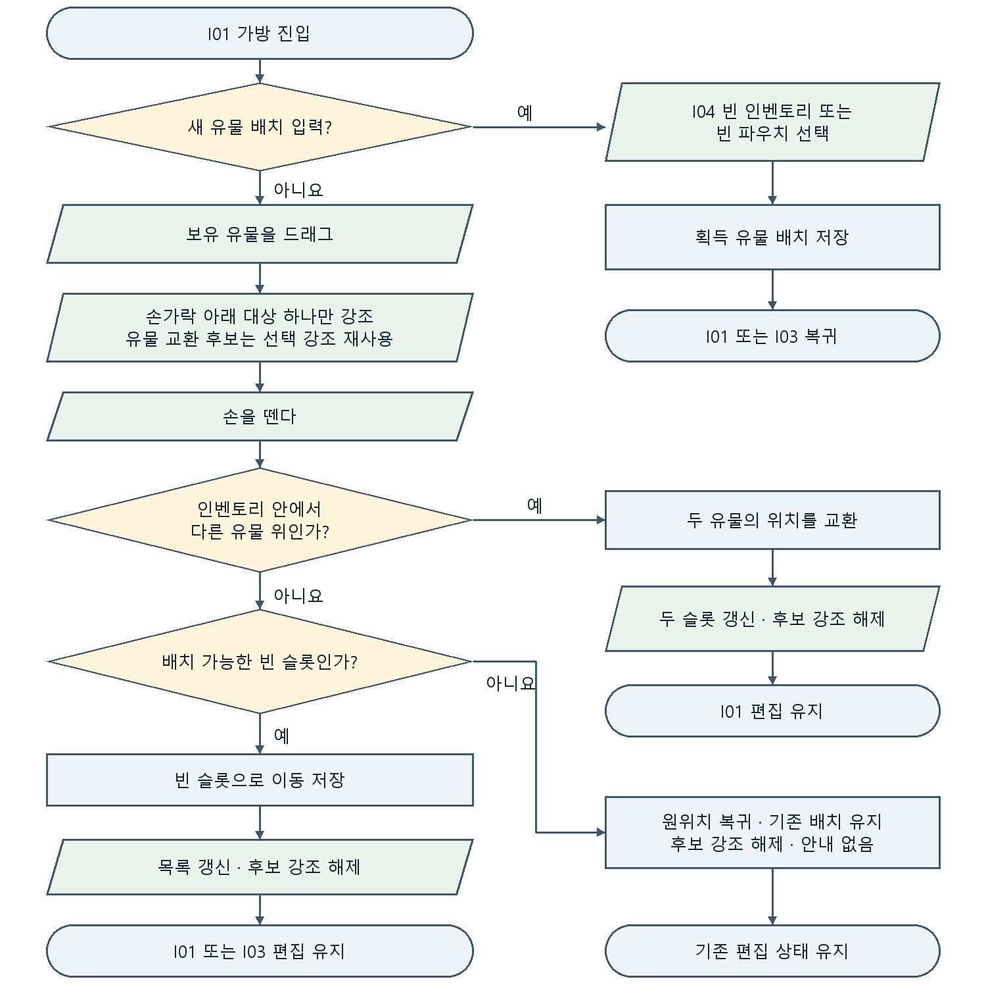 I01 가방 진입
새 유물 배치 입력?
예
I04 빈 인벤토리 또는
빈 파우치 선택
아니요
보유 유물을 드래그
획득 유물 배치 저장
손가락 아래 대상 하나만 강조
유물 교환 후보는 선택 강조 재사용
I01 또는 I03 복귀
손을 뗀다
인벤토리 안에서
다른 유물 위인가?
예
두 유물의 위치를 교환
아니요
두 슬롯 갱신 · 후보 강조 해제
배치 가능한 빈 슬롯인가?
아니요
I01 편집 유지
예
빈 슬롯으로 이동 저장
원위치 복귀 · 기존 배치 유지
후보 강조 해제 · 안내 없음
목록 갱신 · 후보 강조 해제
I01 또는 I03 편집 유지
기존 편집 상태 유지